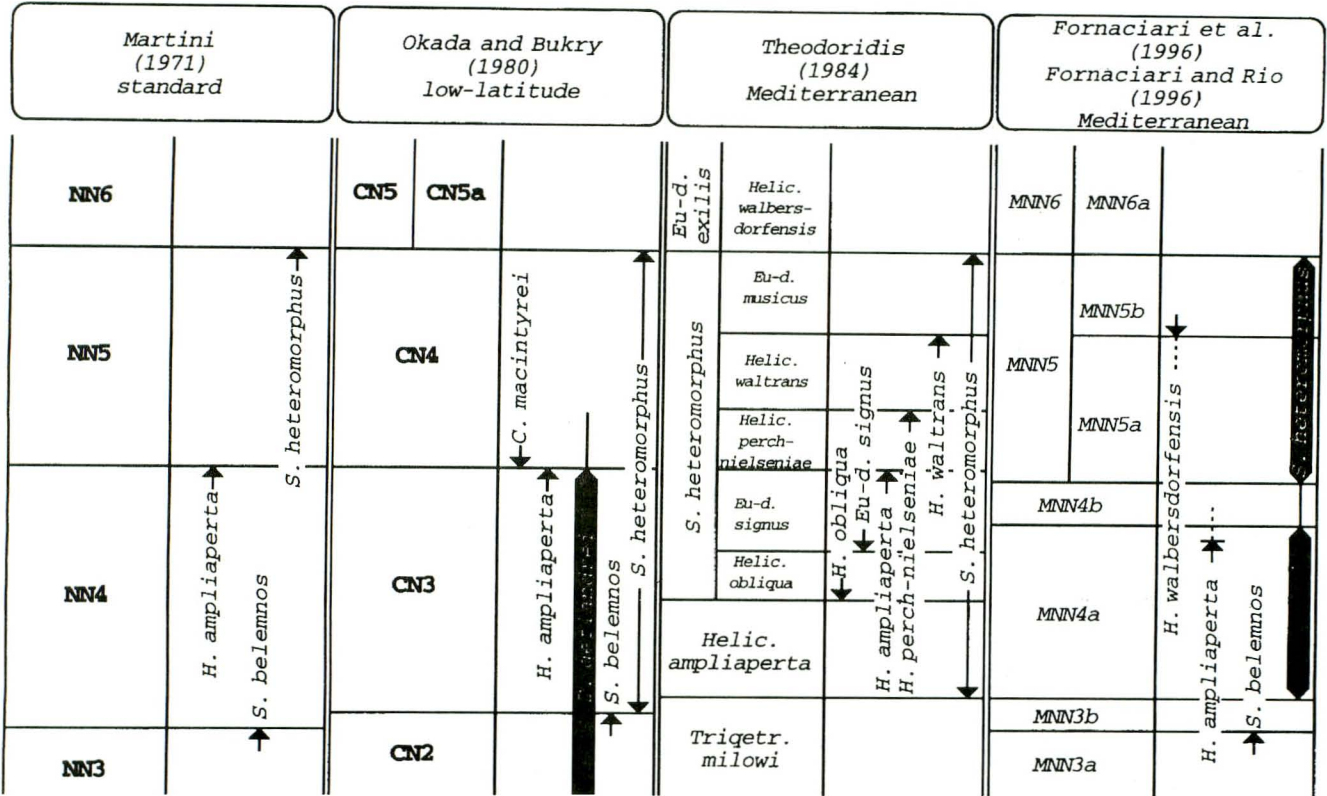 Martini
(1971)
standard
Okada and Bukry
(1980)
low-latitude
Theodoridis
(1984)
Mediterranean
Fornaciari et al.
(1996)
Fornaciari and Rio
(1996)
Mediterranean
NN6
NN5
NN4
NN3
H. ampliaperta
S. belemnos
S. heteromorphus
CN5
CN5a
CN4
CN3
CN2
C. macintyrei
H. ampliaperta
S. belemnos
S. heteromorphus
Eu-d.
exilis
S. heteromorphus
Helic.
walbers-
dorfensis
Eu-d.
musicus
Helic.
waltrans
Helic.
perch-
nielseniae
Eu-d.
signus
Helic.
obliqua
Helic.
ampliaperta
Triqetr.
milowi
H. obliqua
Eu-d. signus
H. ampliaperta
H. perch-nielseniae
H. waltrans
S. heteromorphus
MNN6
MNN6a
MNN5
MNN5b
MNN5a
MNN4b
MNN4a
MNN3b
MNN3a
H. walbersdorfensis
H. ampliaperta
S. belemnos
S. heteromorphus